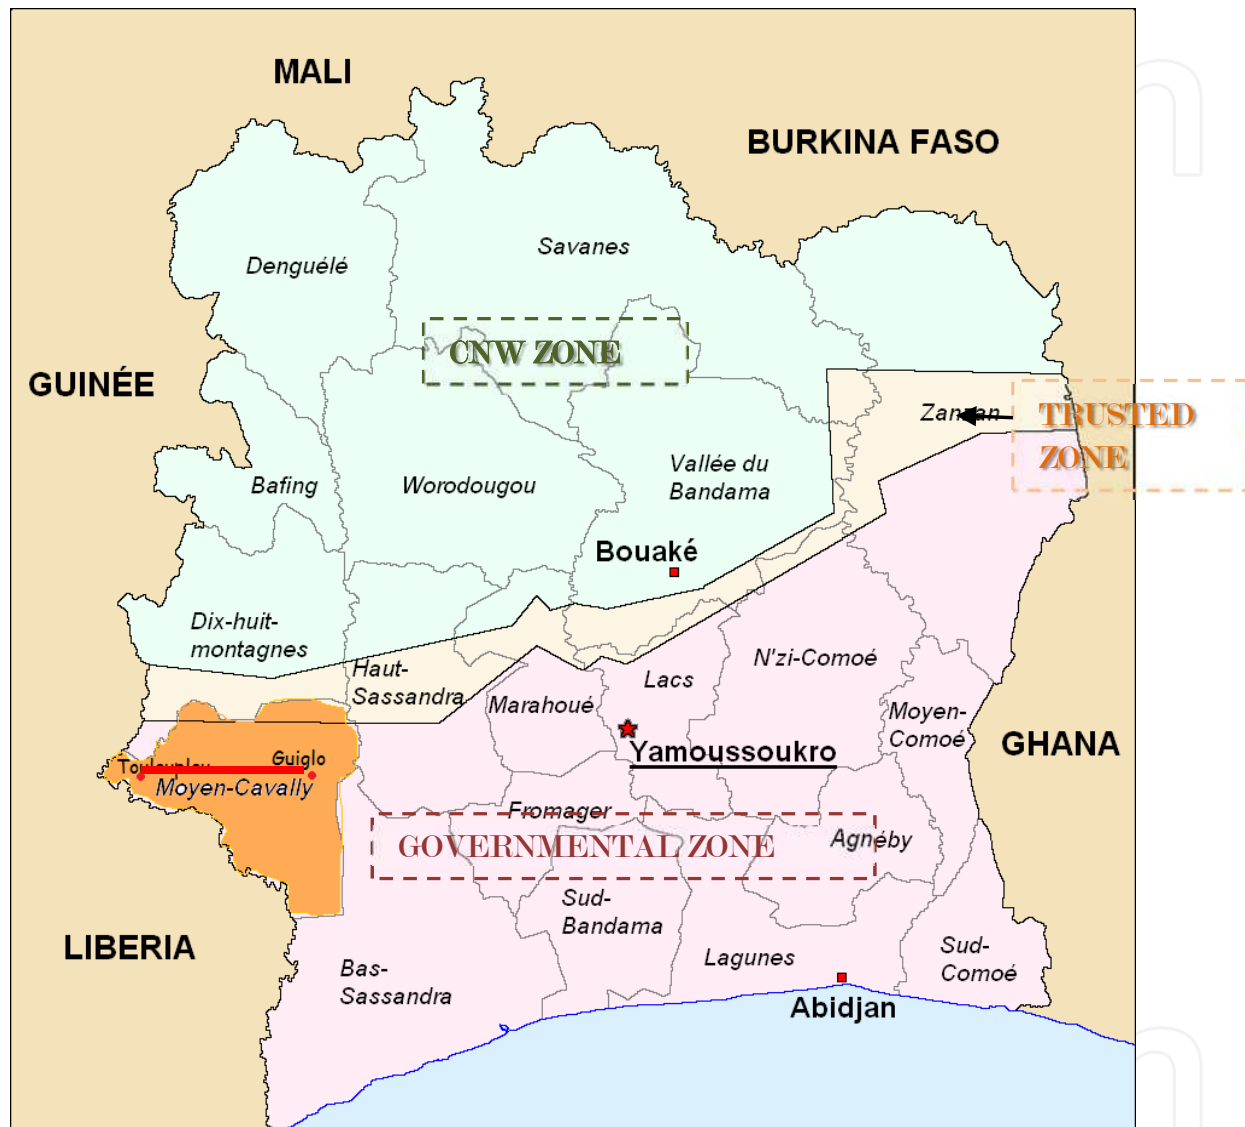 MALI
BURKINA FASO
Savanes
Denguélé
CNW ZONE
GUINÉE
Zanzan
TRUSTED
ZONE
Vallée du
Bandama
Bafing
Worodougou
Bouaké
Dix-huit-
montagnes
Haut-
Sassandra
Lacs
N'zi-Comoé
Marahoué
Moyen-
Comoé
GHANA
Yamoussoukro
Guiglo
Toulouplou
Moyen-Cavally
Fromager
GOVERNMENTAL ZONE
Agnéby
Sud-
Bandama
LIBERIA
Bas-
Sassandra
Lagunes
Sud-
Comoé
Abidjan